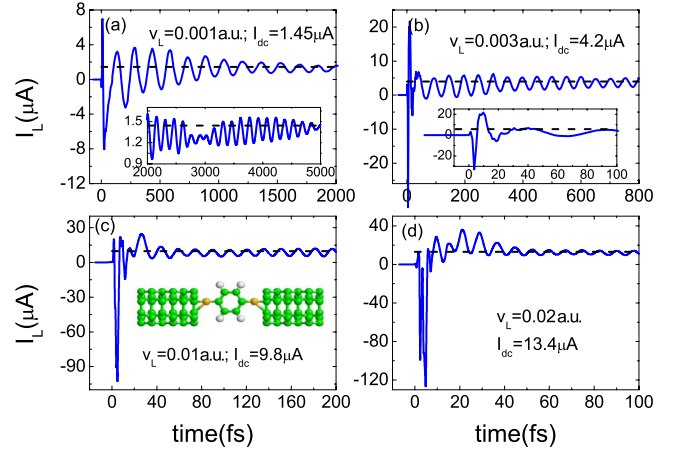 (a)
v_L=0.001a.u.; I_dc=1.45μA
I_L(μA)
6
0
-6
-12
1.5
1.2
0.9
2000 3000 4000 5000
0 500 1000 1500 2000
(b)
v_L=0.003a.u.; I_dc=4.2μA
20
10
0
-10
-20
20
0
-20
0 20 40 60 80 100
0 200 400 600 800
(c)
I_L(μA)
30
0
-30
-60
-90
v_L=0.01a.u.; I_dc=9.8μA
0 40 80 120 160 200
time(fs)
(d)
40
0
-40
-80
-120
v_L=0.02a.u.
I_dc=13.4μA
0 20 40 60 80 100
time(fs)